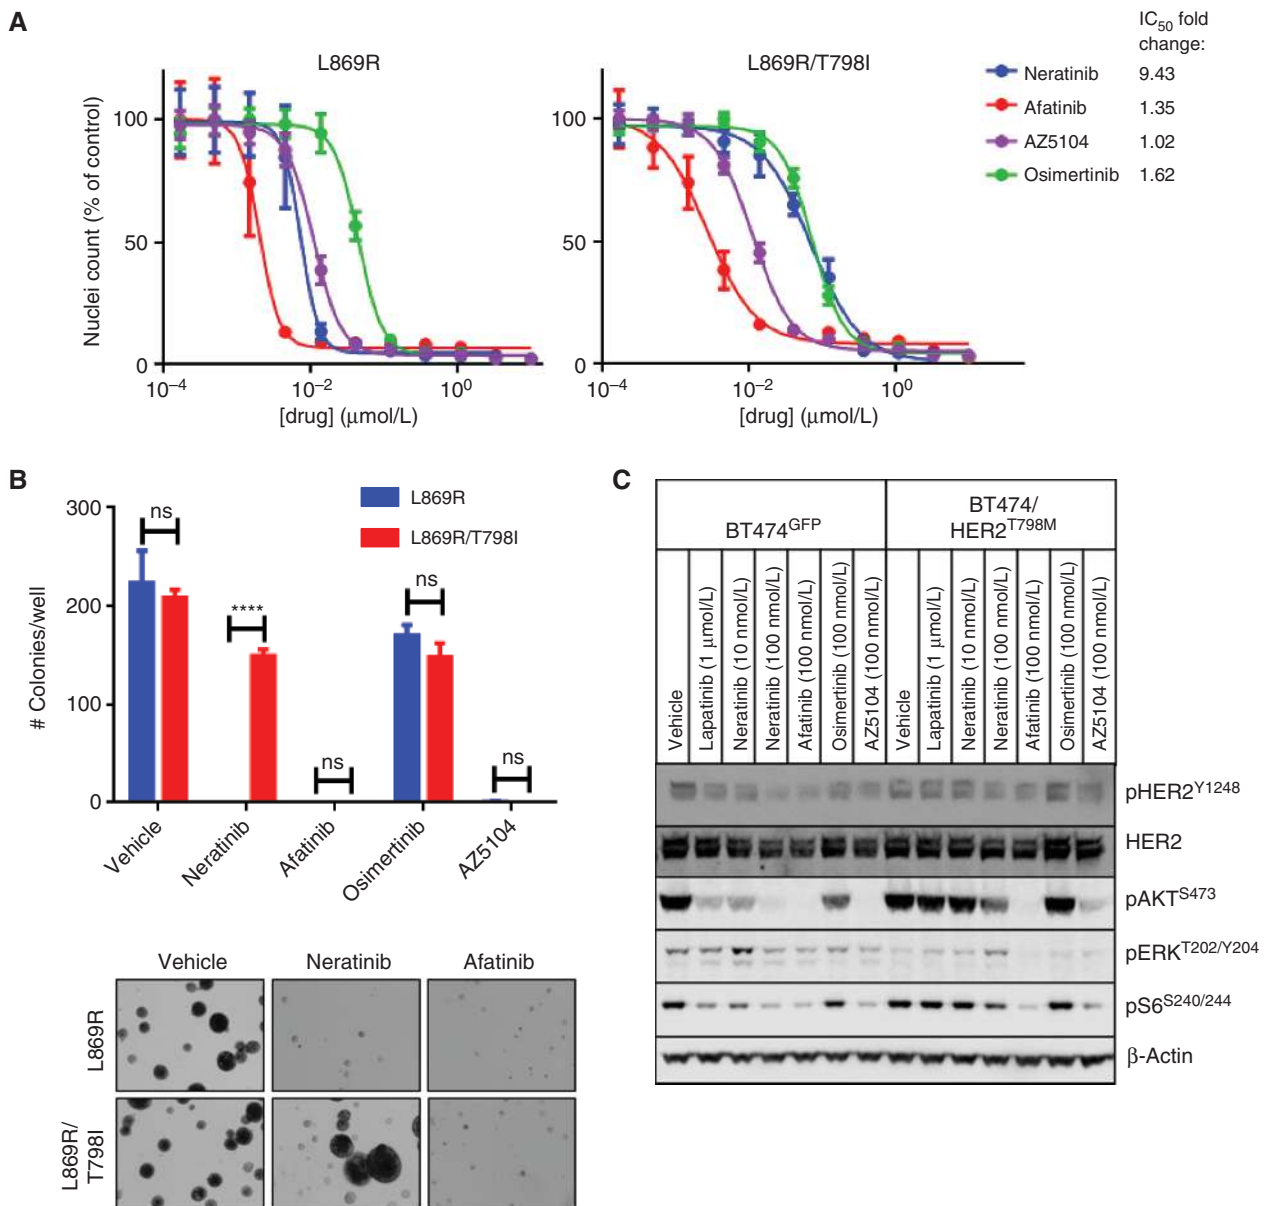 A
L869R
L869R/T798I
IC50 fold
change:
Neratinib 9.43
Afatinib 1.35
AZ5104 1.02
Osimertinib 1.62
Nuclei count (% of control)
100
50
0
10–4
10–2
100
[drug] (μmol/L)
100
50
0
10–4
10–2
100
[drug] (μmol/L)
B
L869R
L869R/T798I
# Colonies/well
300
200
100
0
ns
****
ns
ns
ns
Vehicle
Neratinib
Afatinib
Osimertinib
AZ5104
Vehicle
Neratinib
Afatinib
L869R
L869R/
T798I
C
BT474GFP
BT474/
HER2T798M
Vehicle
Lapatinib (1 μmol/L)
Neratinib (10 nmol/L)
Neratinib (100 nmol/L)
Afatinib (100 nmol/L)
Osimertinib (100 nmol/L)
AZ5104 (100 nmol/L)
Vehicle
Lapatinib (1 μmol/L)
Neratinib (10 nmol/L)
Neratinib (100 nmol/L)
Afatinib (100 nmol/L)
Osimertinib (100 nmol/L)
AZ5104 (100 nmol/L)
pHER2Y1248
HER2
pAKTS473
pERKT202/Y204
pS6S240/244
β-Actin